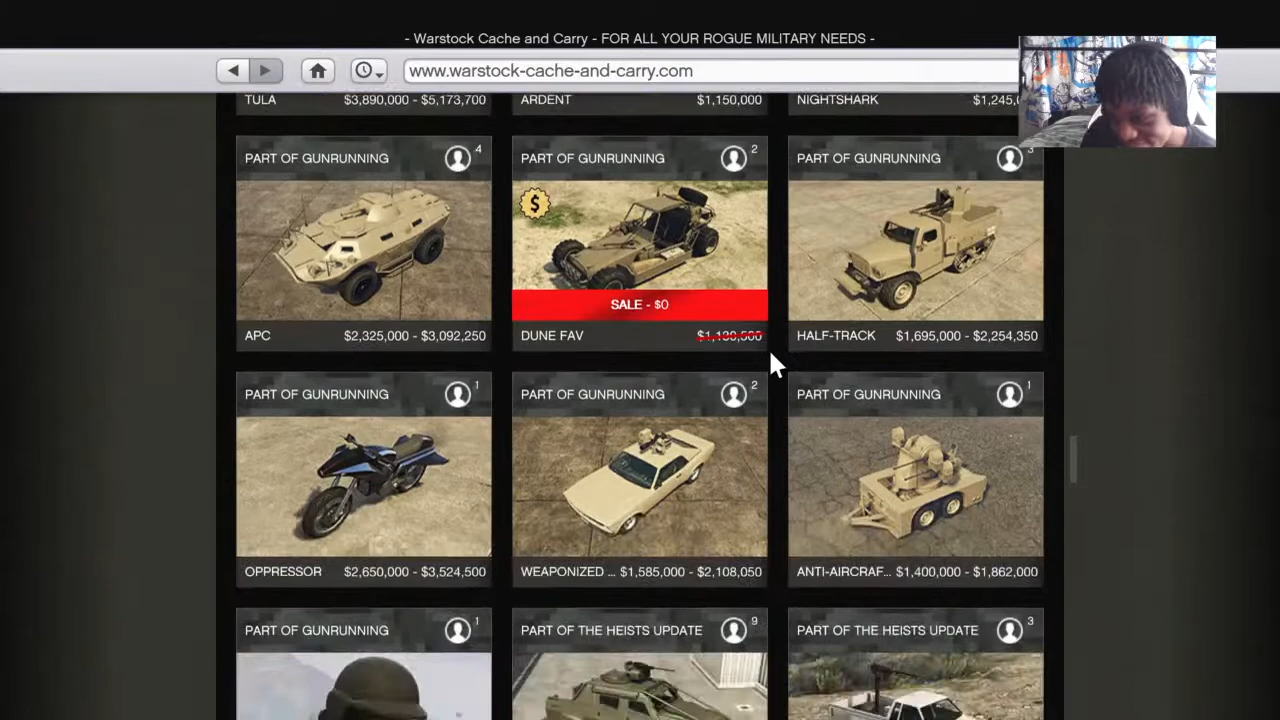 - Warstock Cache and Carry - FOR ALL YOUR ROGUE MILITARY NEEDS -
www.warstock-cache-and-carry.com
TULA $3,890,000 - $5,173,700
ARDENT $1,150,000
NIGHTSHARK
PART OF GUNRUNNING 4
PART OF GUNRUNNING 2
PART OF GUNRUNNING 3
$
SALE - $0
APC $2,325,000 - $3,092,250
DUNE FAV $1,130,500
HALF-TRACK $1,695,000 - $2,254,350
PART OF GUNRUNNING 1
PART OF GUNRUNNING 2
PART OF GUNRUNNING 1
OPPRESSOR $2,650,000 - $3,524,500
WEAPONIZED ... $1,585,000 - $2,108,050
ANTI-AIRCRAF... $1,400,000 - $1,862,000
PART OF GUNRUNNING 1
PART OF THE HEISTS UPDATE 9
PART OF THE HEISTS UPDATE 3